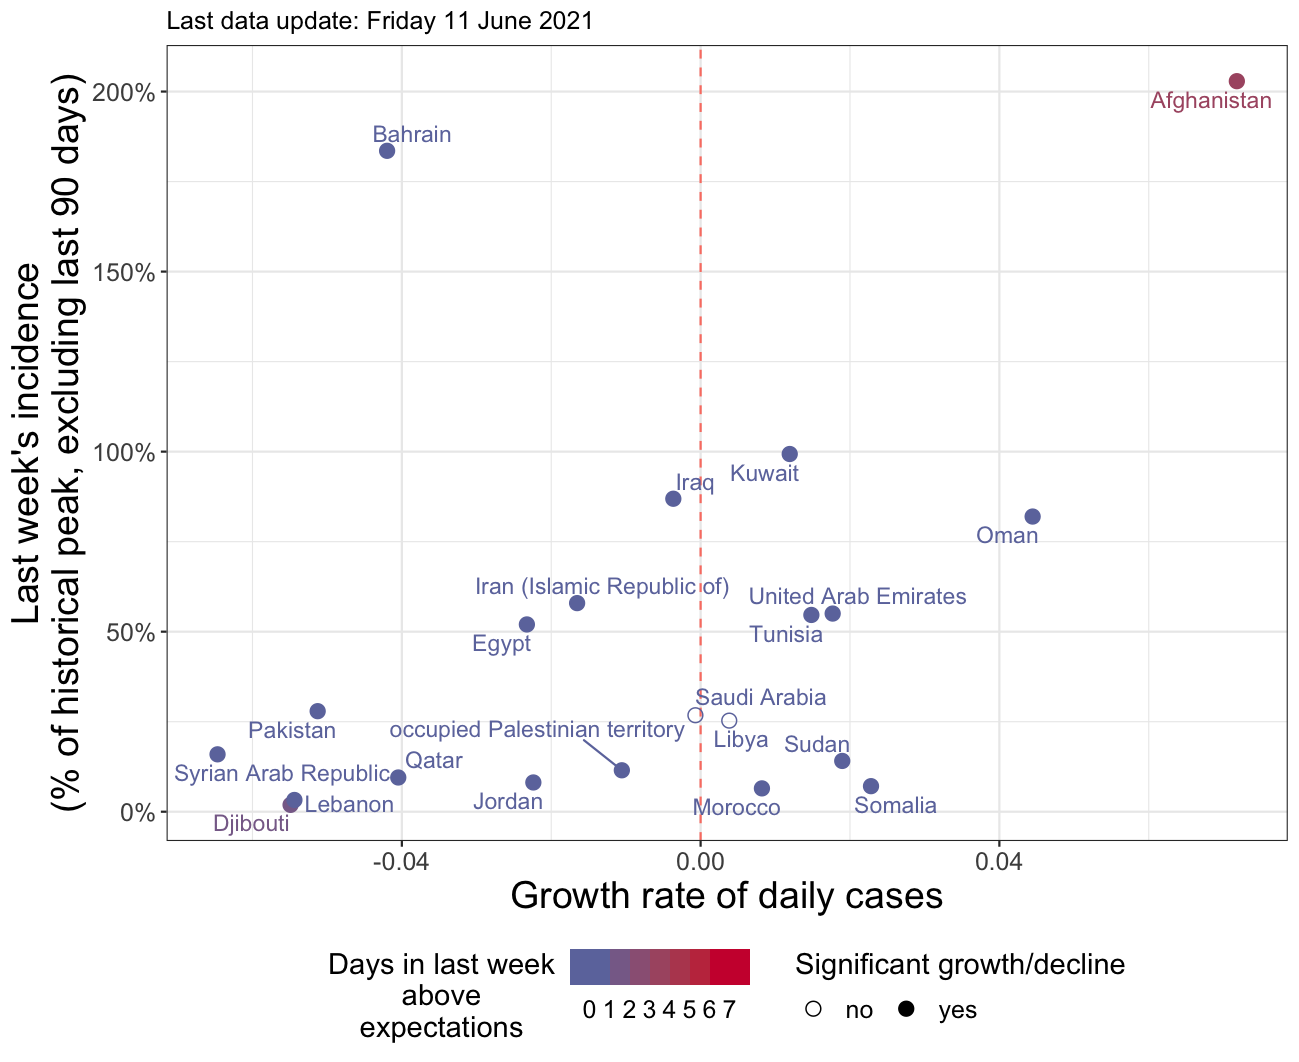 Last data update: Friday 11 June 2021
Last week's incidence
(% of historical peak, excluding last 90 days)
200%
150%
100%
50%
0%
Afghanistan
Bahrain
Kuwait
Iraq
Oman
Iran (Islamic Republic of)
United Arab Emirates
Egypt
Tunisia
Saudi Arabia
Pakistan
occupied Palestinian territory
Libya
Sudan
Qatar
Syrian Arab Republic
Jordan
Lebanon
Morocco
Somalia
Djibouti
-0.04
0.00
0.04
Growth rate of daily cases
Days in last week
above
expectations
0 1 2 3 4 5 6 7
Significant growth/decline
no
yes